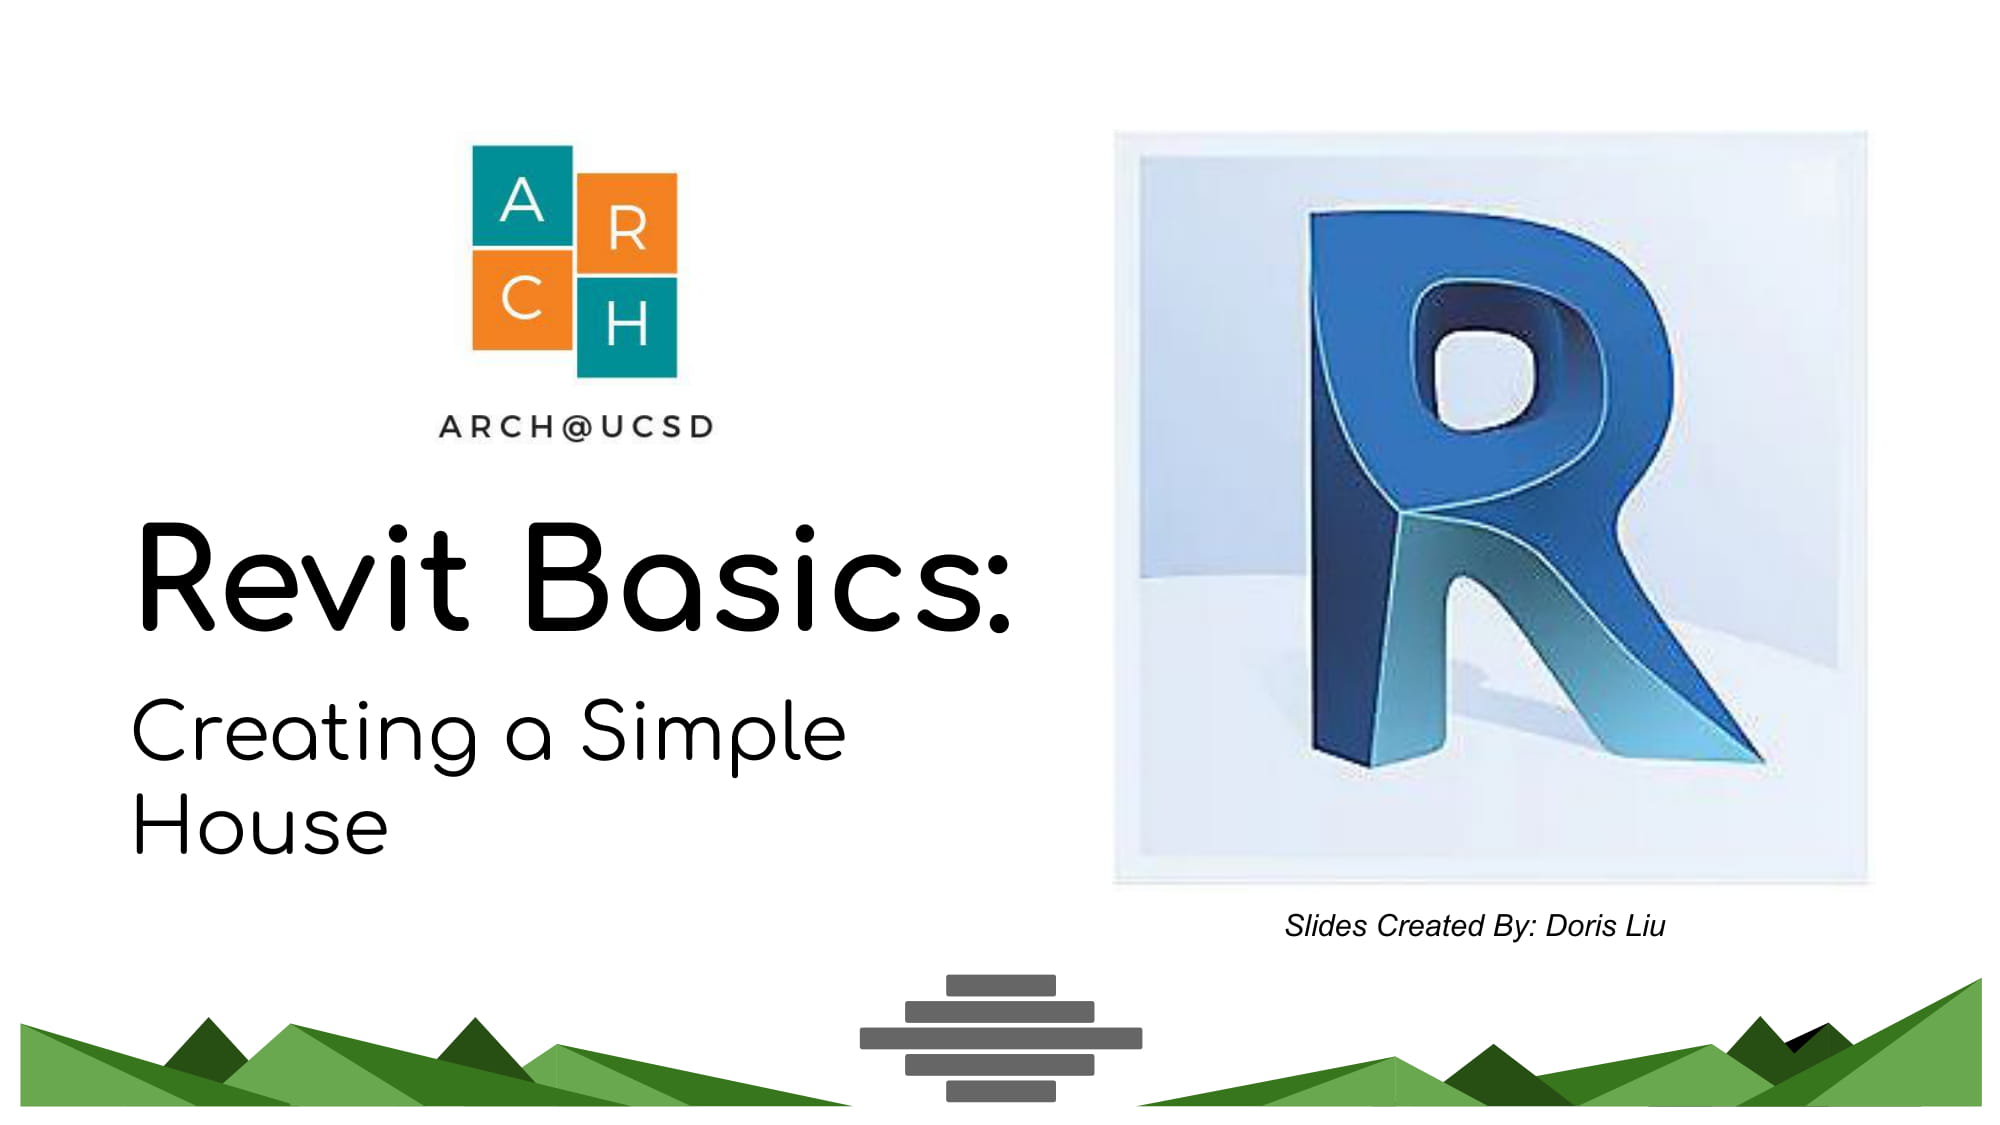 A
R
C
H
ARCH@UCSD
Revit Basics:
Creating a Simple
House
R
Slides Created By: Doris Liu